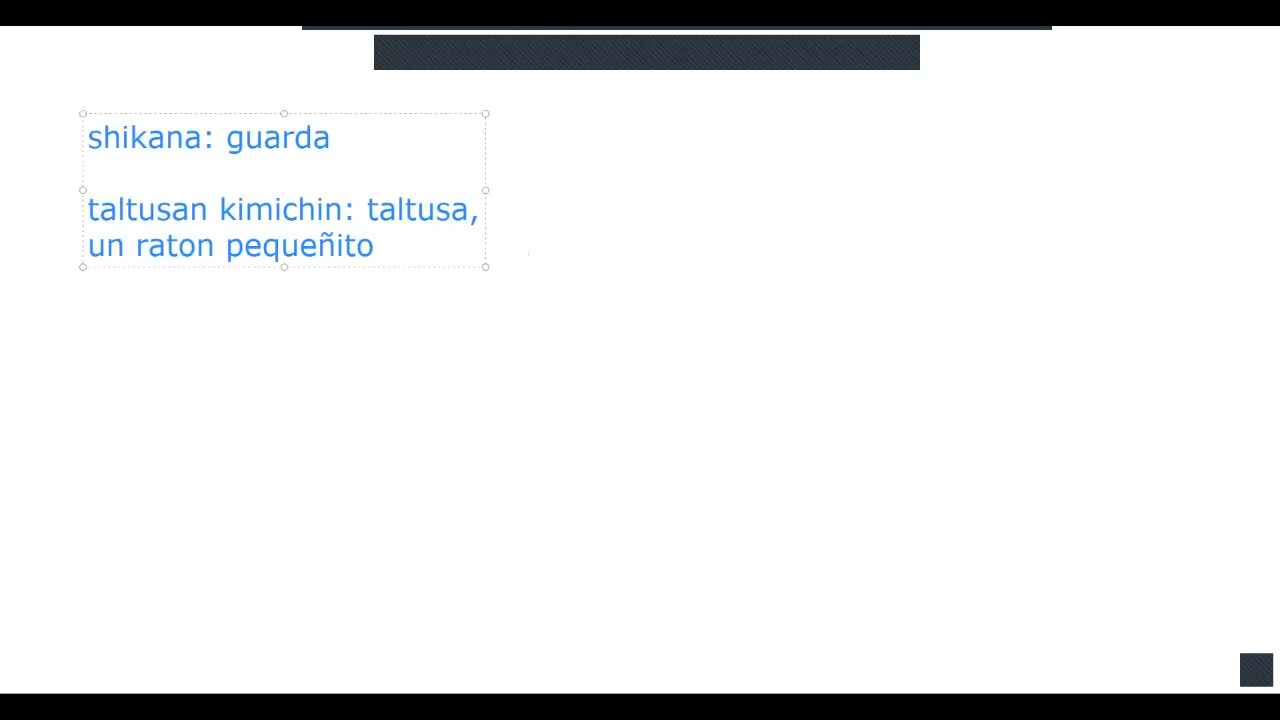 shikana: guarda
taltusan kimichin: taltusa,
un raton pequeñito